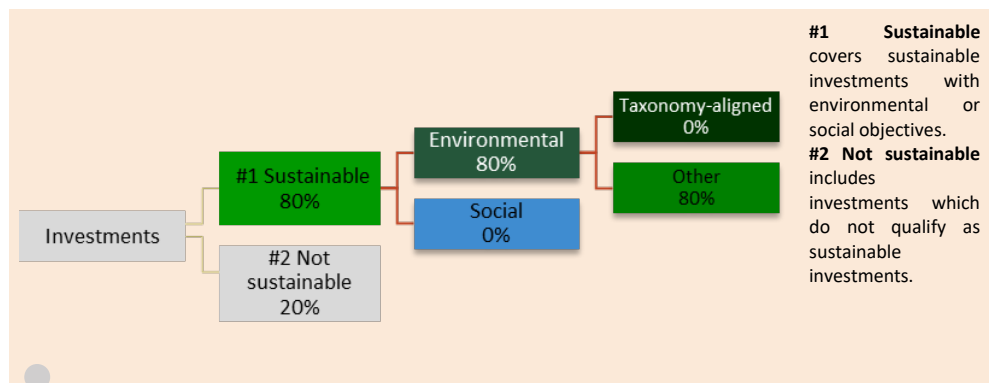 Investments
#1 Sustainable
80%
#2 Not
sustainable
20%
Environmental
80%
Social
0%
Taxonomy-aligned
0%
Other
80%
#1 Sustainable
covers sustainable
investments with
environmental or
social objectives.
#2 Not sustainable
includes
investments which
do not qualify as
sustainable
investments.